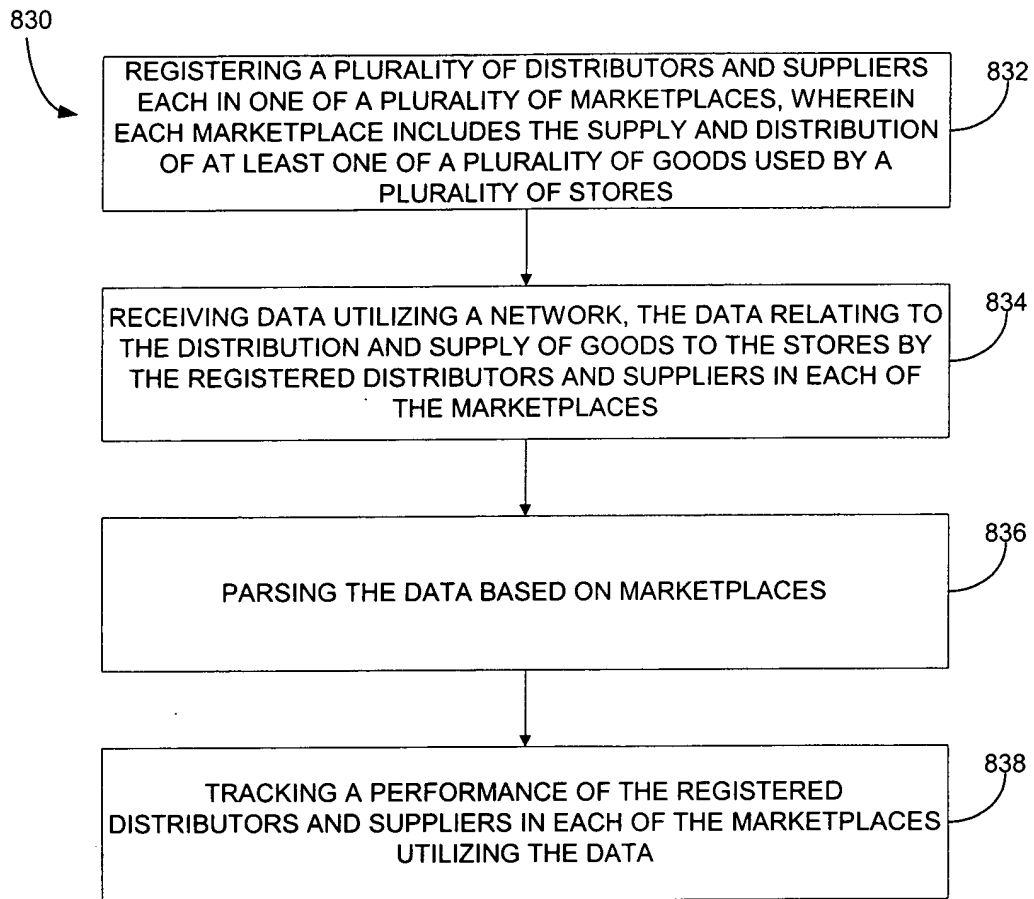 830
REGISTERING A PLURALITY OF DISTRIBUTORS AND SUPPLIERS
EACH IN ONE OF A PLURALITY OF MARKETPLACES, WHEREIN
EACH MARKETPLACE INCLUDES THE SUPPLY AND DISTRIBUTION
OF AT LEAST ONE OF A PLURALITY OF GOODS USED BY A
PLURALITY OF STORES
832
RECEIVING DATA UTILIZING A NETWORK, THE DATA RELATING TO
THE DISTRIBUTION AND SUPPLY OF GOODS TO THE STORES BY
THE REGISTERED DISTRIBUTORS AND SUPPLIERS IN EACH OF
THE MARKETPLACES
834
PARSING THE DATA BASED ON MARKETPLACES
836
TRACKING A PERFORMANCE OF THE REGISTERED
DISTRIBUTORS AND SUPPLIERS IN EACH OF THE MARKETPLACES
UTILIZING THE DATA
838